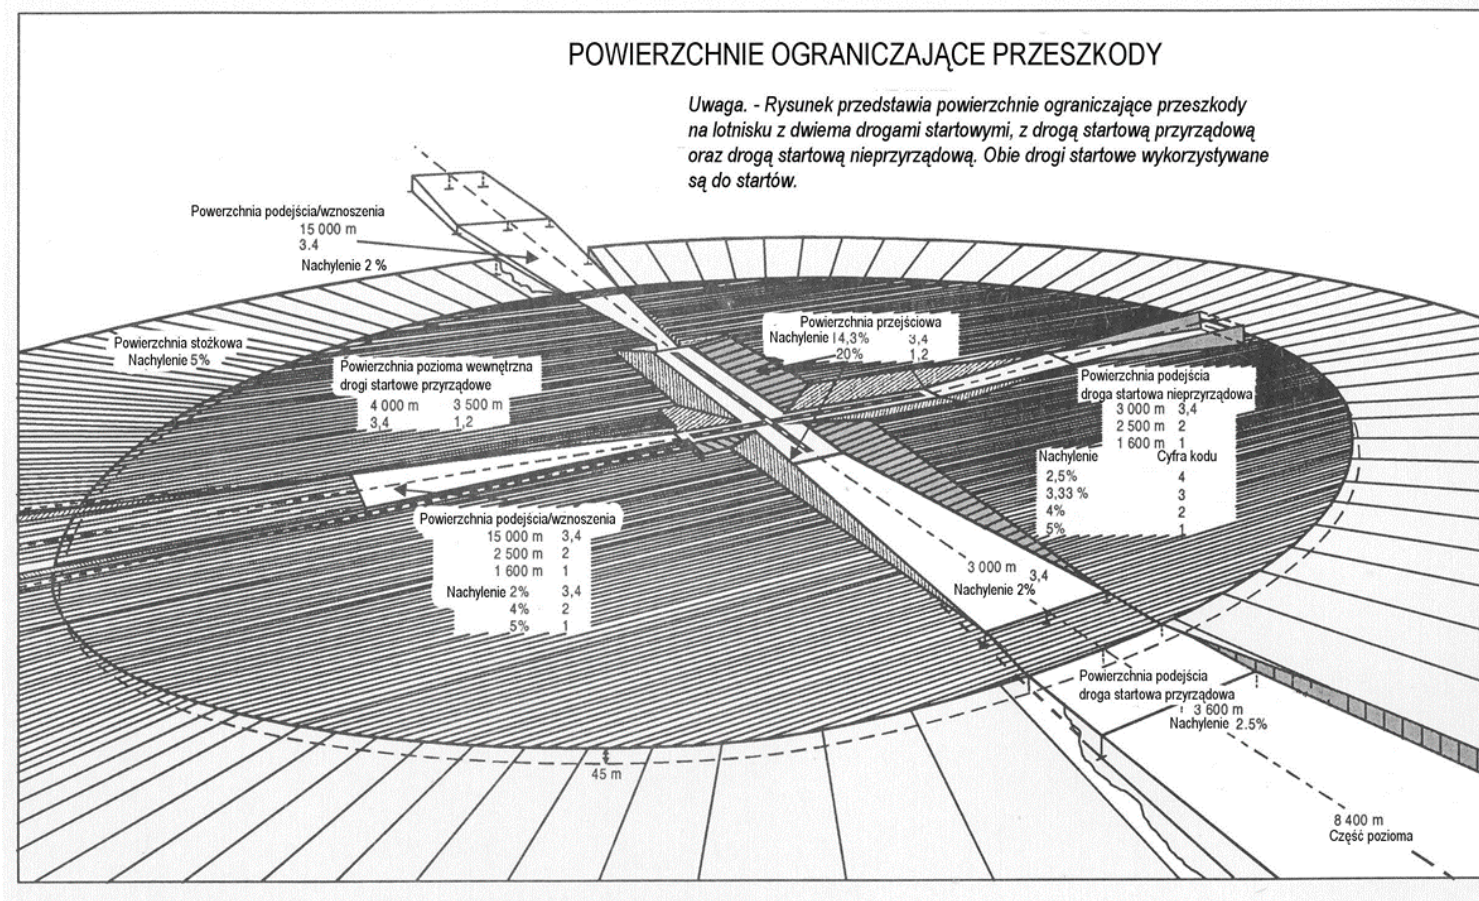 POWIERZCHNIE OGRANICZAJĄCE PRZESZKODY
Uwaga. - Rysunek przedstawia powierzchnie ograniczające przeszkody
na lotnisku z dwiema drogami startowymi, z drogą startową przyrządową
oraz drogą startową nieprzyrządową. Obie drogi startowe wykorzystywane
są do startów.
Powerzchnia podejścia/wznoszenia
15 000 m
3.4
Nachylenie 2 %
Powierzchnia stożkowa
Nachylenie 5%
Powierzchnia pozioma wewnętrzna
drogi startowe przyrządowe
4 000 m 3 500 m
3,4 1,2
Powierzchnia przejściowa
Nachylenie 14,3% 3,4
20% 1,2
Powierzchnia podejścia
droga startowa nieprzyrządowa
3 000 m 3,4
2 500 m 2
1 600 m 1
Nachylenie Cyfra kodu
2,5% 4
3,33 % 3
4% 2
5% 1
Powierzchnia podejścia/wznoszenia
15 000 m 3,4
2 500 m 2
1 600 m 1
Nachylenie 2% 3,4
4% 2
5% 1
3 000 m 3,4
Nachylenie 2%
Powierzchnia podejścia
droga startowa przyrządowa
3 600 m
Nachylenie 2.5%
45 m
8 400 m
Część pozioma